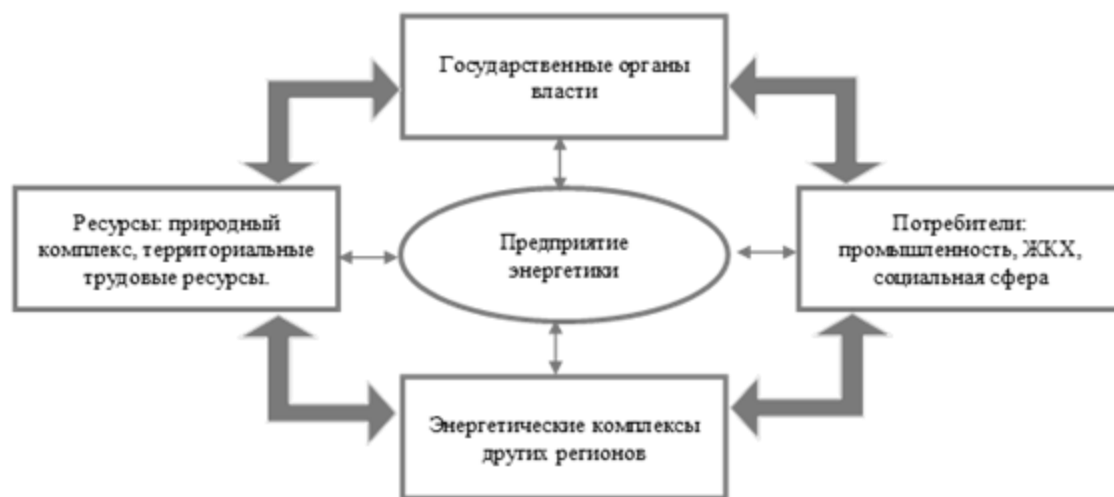 Государственные органы
власти
Ресурсы: природный
комплекс, территориальные
трудовые ресурсы.
Предприятие
энергетики
Потребители:
промышленность, ЖКХ,
социальная сфера
Энергетические комплексы
других регионов